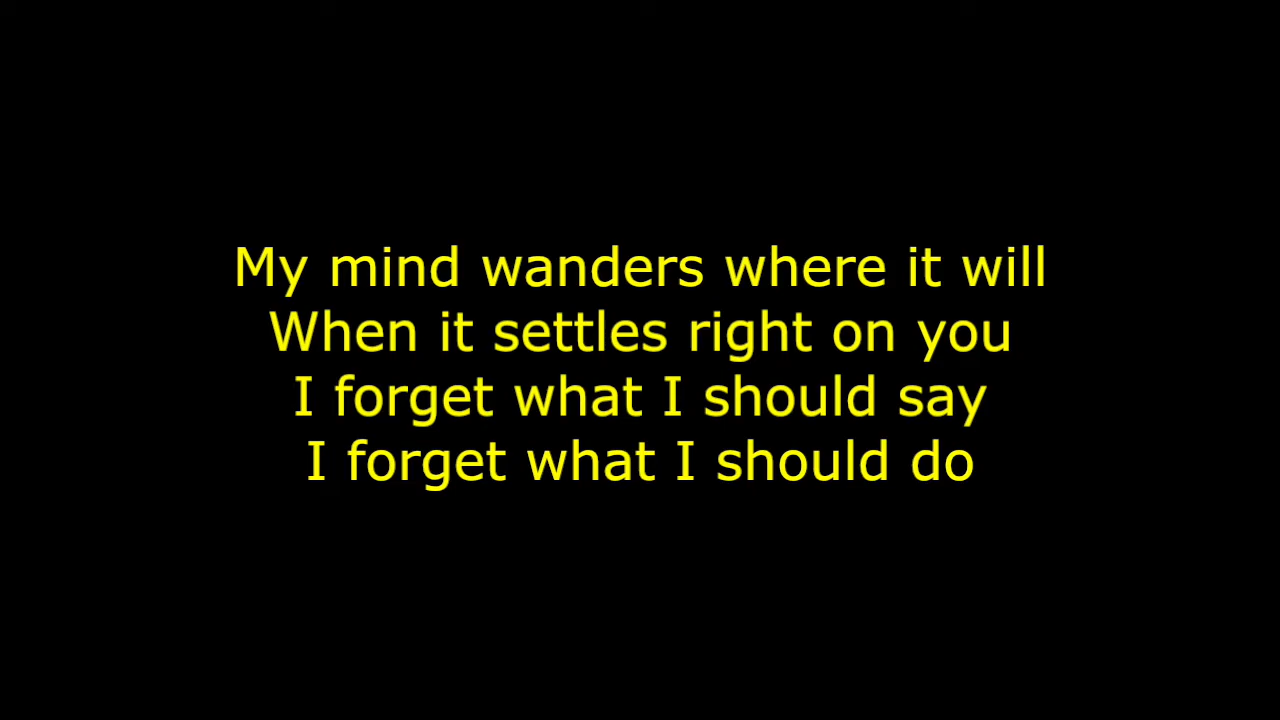 My mind wanders where it will
When it settles right on you
I forget what I should say
I forget what I should do